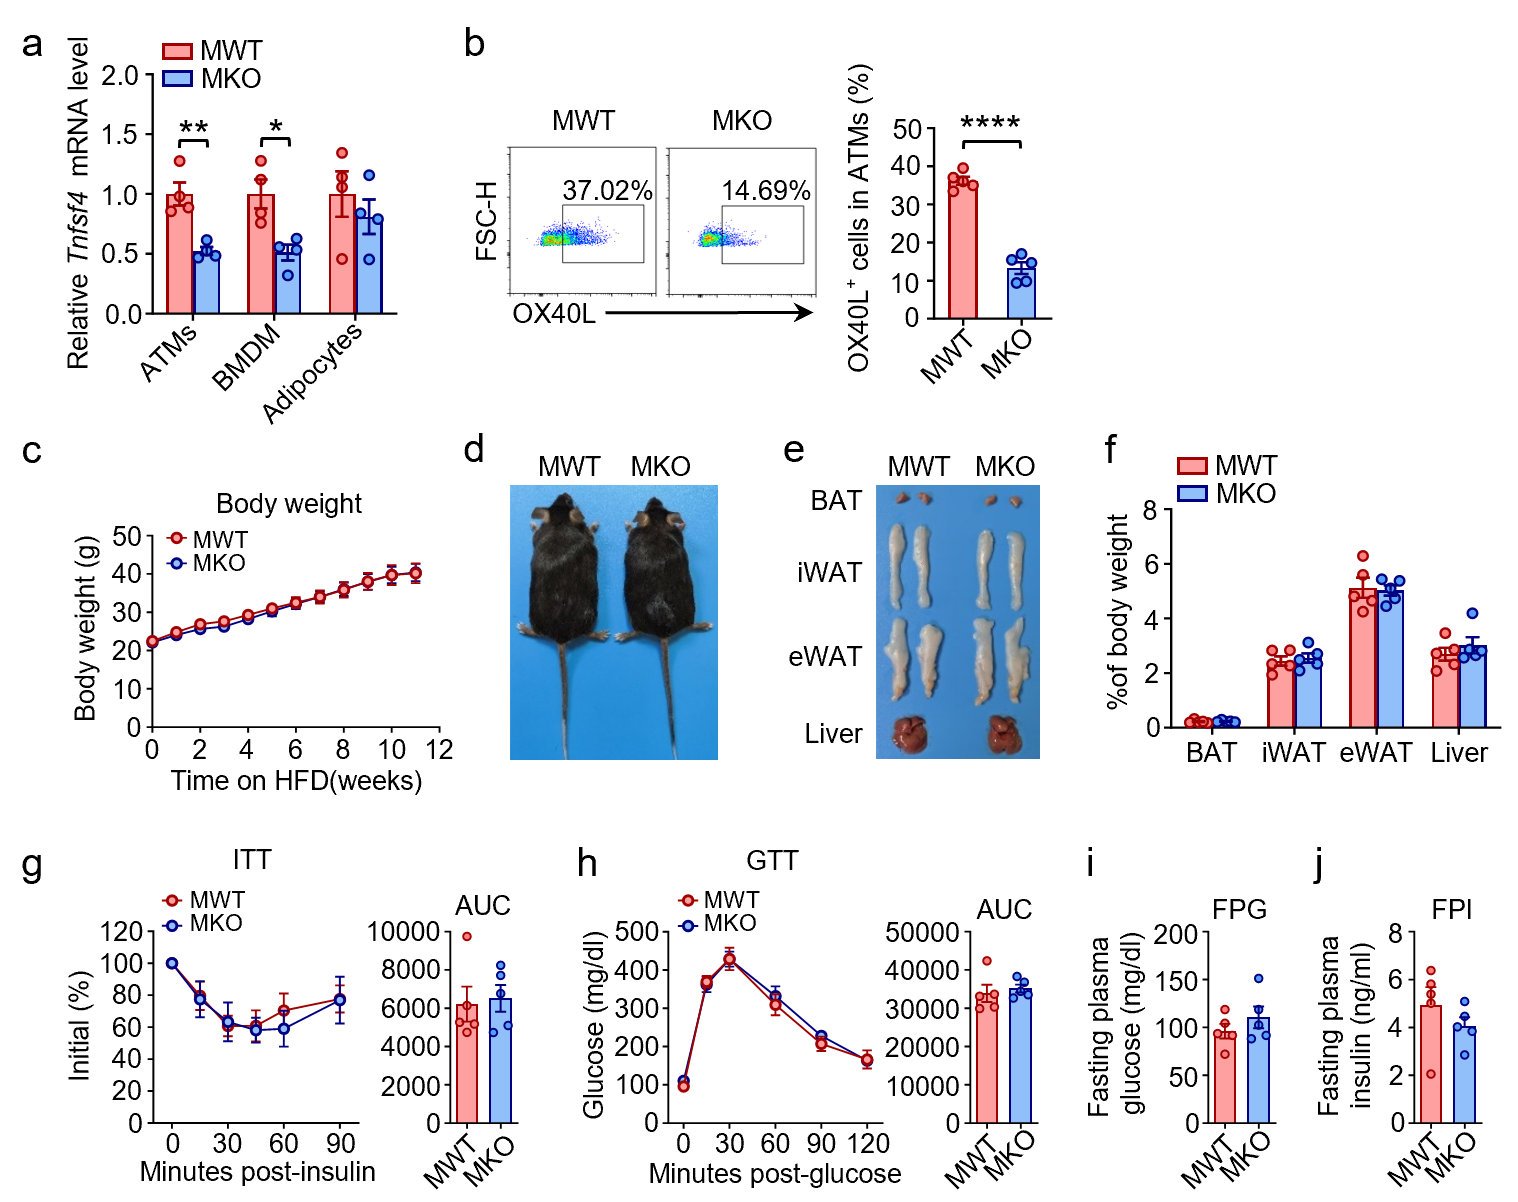 a
MWT
MKO
Relative Tnfsf4 mRNA level
2.0
1.5
1.0
0.5
0.0
**
*
ATMs
BMDM
Adipocytes
b
MWT
MKO
37.02%
14.69%
FSC-H
OX40L
OX40L+ cells in ATMs (%)
50
40
30
20
10
0
****
MWT
MKO
c
Body weight
MWT
MKO
Body weight (g)
50
40
30
20
10
0
0 2 4 6 8 10 12
Time on HFD(weeks)
d
MWT MKO
e
MWT MKO
BAT
iWAT
eWAT
Liver
f
MWT
MKO
%of body weight
8
6
4
2
0
BAT iWAT eWAT Liver
g
ITT
MWT
MKO
Initial (%)
120
100
80
60
40
20
0
0 30 60 90
Minutes post-insulin
AUC
10000
8000
6000
4000
2000
0
MWT
MKO
h
GTT
MWT
MKO
Glucose (mg/dl)
500
400
300
200
100
0
0 30 60 90 120
Minutes post-glucose
AUC
50000
40000
30000
20000
10000
0
MWT
MKO
i
FPG
Fasting plasma
glucose (mg/dl)
200
150
100
50
0
MWT
MKO
j
FPI
Fasting plasma
insulin (ng/ml)
8
6
4
2
0
MWT
MKO